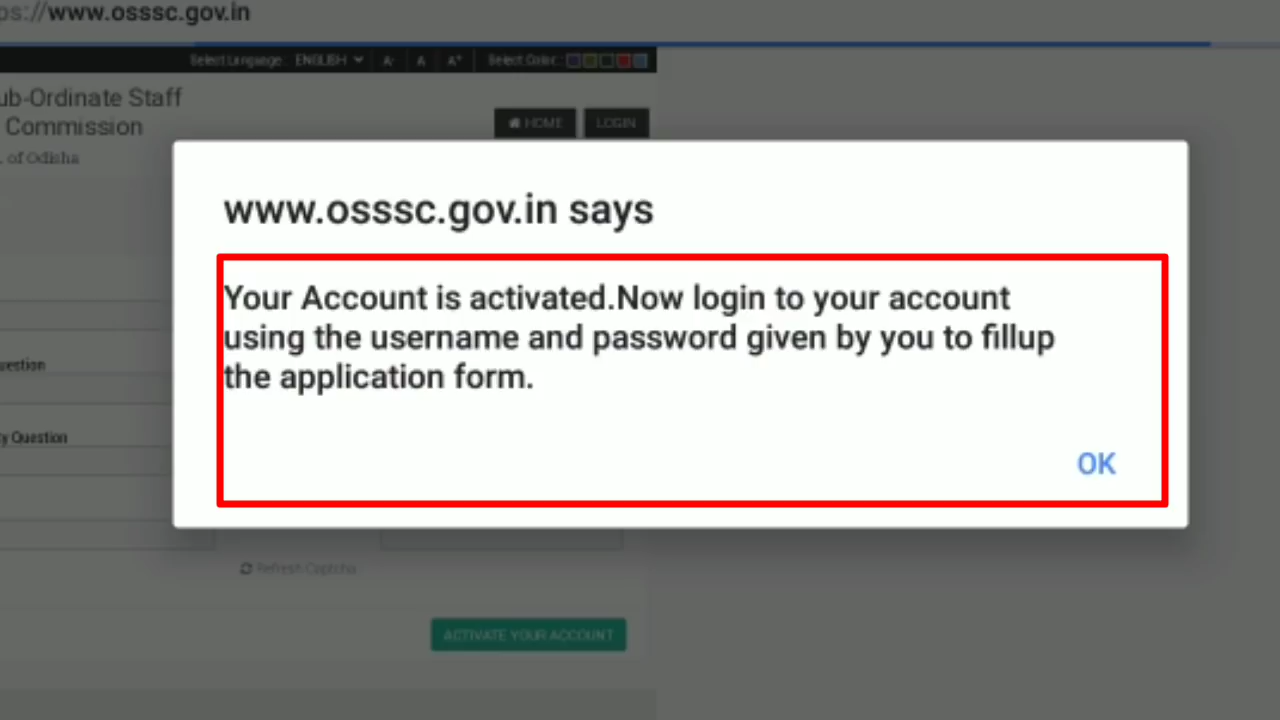 ://www.osssc.gov.in
Select Language: ENGLISH A- A A+ Select Color:
b-Ordinate Staff
Commission
of Odisha
HOME LOGIN
www.osssc.gov.in says
Your Account is activated.Now login to your account
using the username and password given by you to fillup
the application form.
OK
Question
Refresh Captcha
ACTIVATE YOUR ACCOUNT